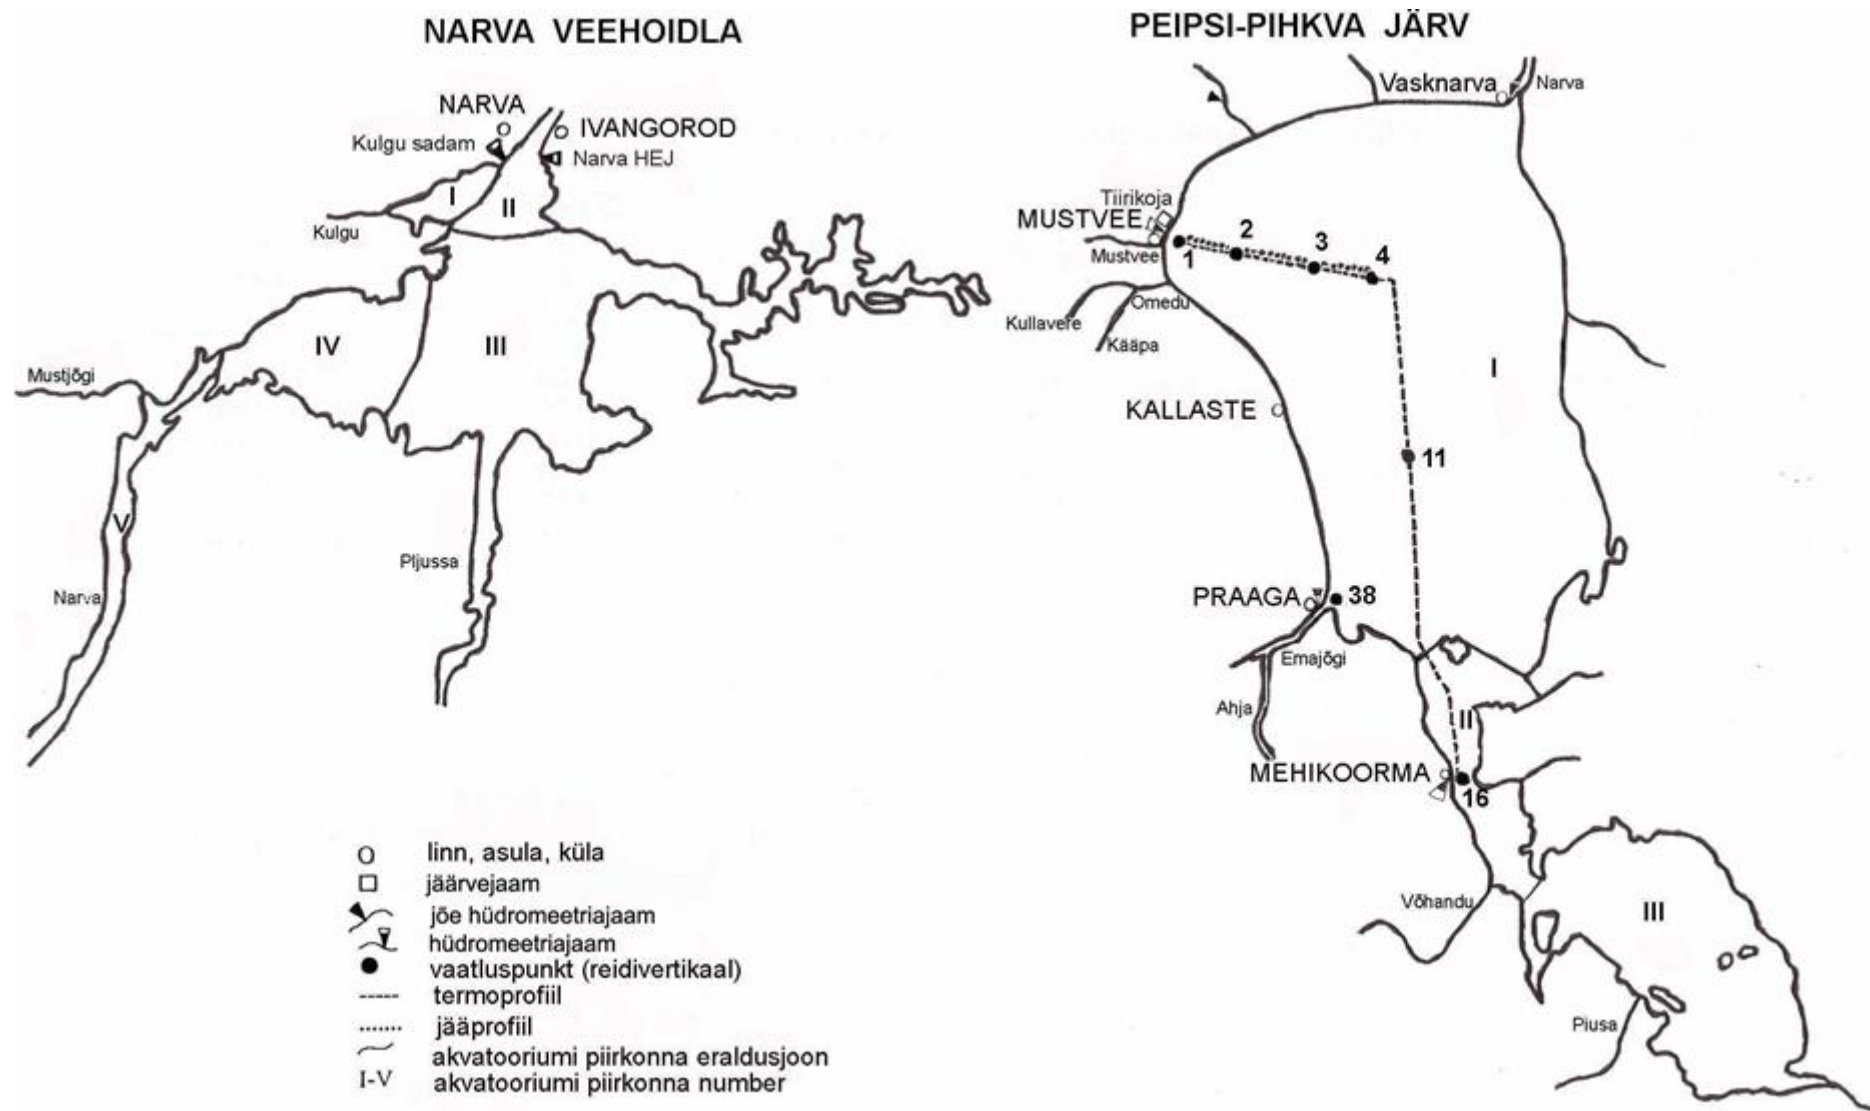 NARVA VEEHOIDLA
NARVA
IVANGOROD
Kulgu sadam
Narva HEJ
I
II
Kulgu
IV
III
Mustjõgi
V
Pljussa
Narva
linn, asula, küla
jäärvejaam
jõe hüdromeetriajaam
hüdromeetriajaam
vaatluspunkt (reidivertikaal)
termoprofiil
jääprofiil
akvatooriumi piirkonna eraldusjoon
I-V akvatooriumi piirkonna number
PEIPSI-PIHKVA JÄRV
Vasknarva
Narva
Tiirikoja
MUSTVEE
Mustvee
1
2
3
4
Omedu
Kullavere
Kääpa
I
KALLASTE
11
PRAAGA
38
Emajõgi
Ahja
II
MEHIKOORMA
16
Võhandu
III
Piusa